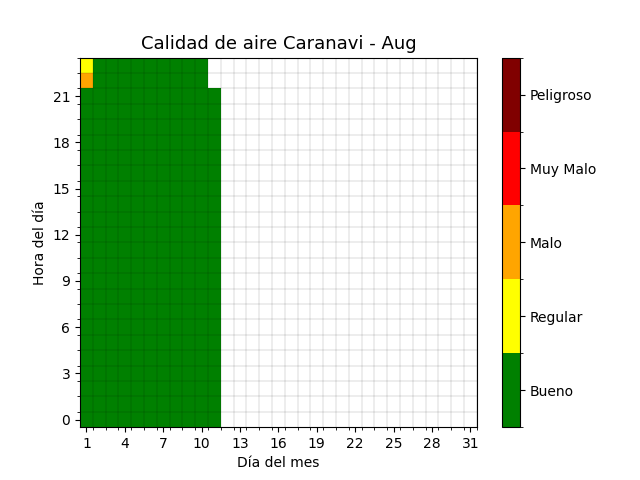 Calidad de aire Caranavi - Aug
Hora del día
21
18
15
12
9
6
3
0
1 4 7 10 13 16 19 22 25 28 31
Día del mes
Peligroso
Muy Malo
Malo
Regular
Bueno